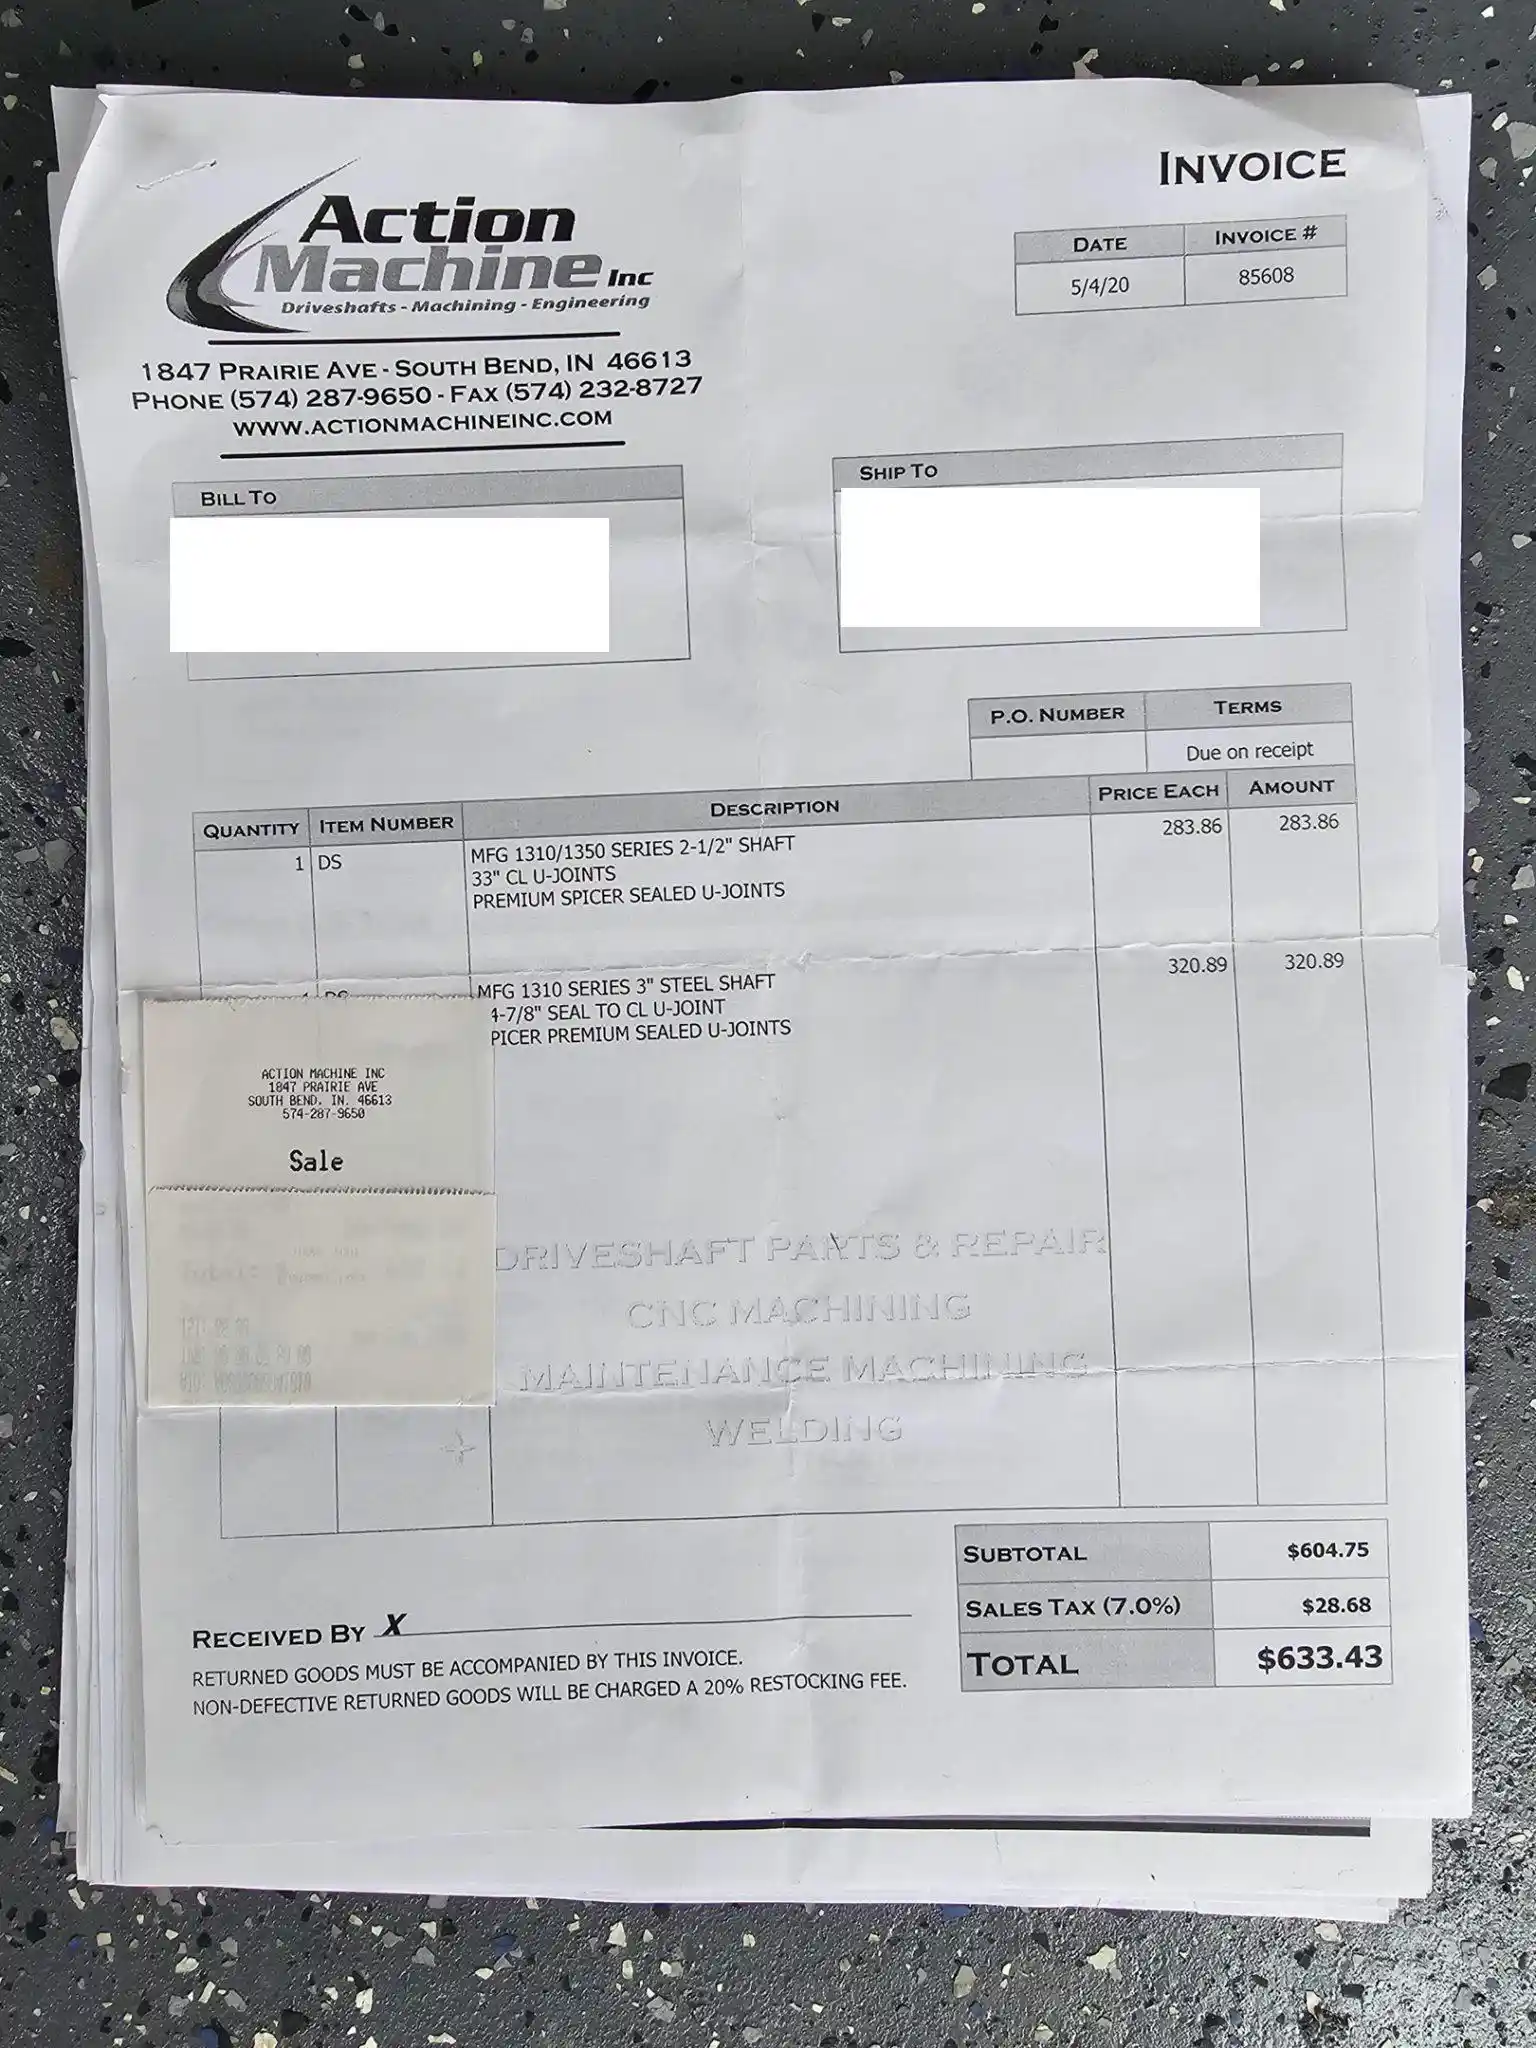 INVOICE
Action
Machine Inc
Driveshafts - Machining - Engineering
1847 PRAIRIE AVE - SOUTH BEND, IN 46613
PHONE (574) 287-9650 - FAX (574) 232-8727
WWW.ACTIONMACHINEINC.COM
DATE INVOICE #
5/4/20 85608
BILL TO
SHIP TO
P.O. NUMBER TERMS
Due on receipt
QUANTITY ITEM NUMBER DESCRIPTION PRICE EACH AMOUNT
1 DS MFG 1310/1350 SERIES 2-1/2" SHAFT 283.86 283.86
33" CL U-JOINTS
PREMIUM SPICER SEALED U-JOINTS
MFG 1310 SERIES 3" STEEL SHAFT 320.89 320.89
4-7/8" SEAL TO CL U-JOINT
PICER PREMIUM SEALED U-JOINTS
ACTION MACHINE INC
1847 PRAIRIE AVE
SOUTH BEND, IN. 46613
574-287-9650
Sale
DRIVESHAFT PARTS & REPAIR
CNC MACHINING
MAINTENANCE MACHINING
WELDING
SUBTOTAL $604.75
SALES TAX (7.0%) $28.68
TOTAL $633.43
RECEIVED BY X
RETURNED GOODS MUST BE ACCOMPANIED BY THIS INVOICE.
NON-DEFECTIVE RETURNED GOODS WILL BE CHARGED A 20% RESTOCKING FEE.